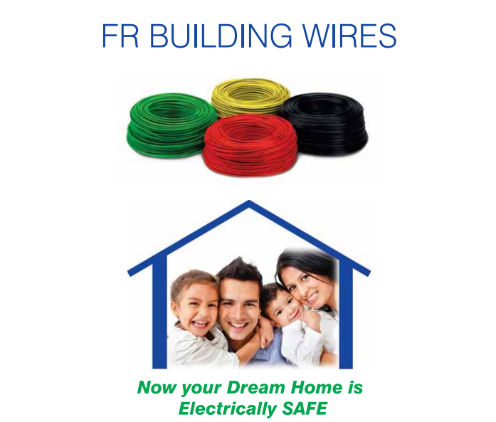 FR BUILDING WIRES
Now your Dream Home is
Electrically SAFE